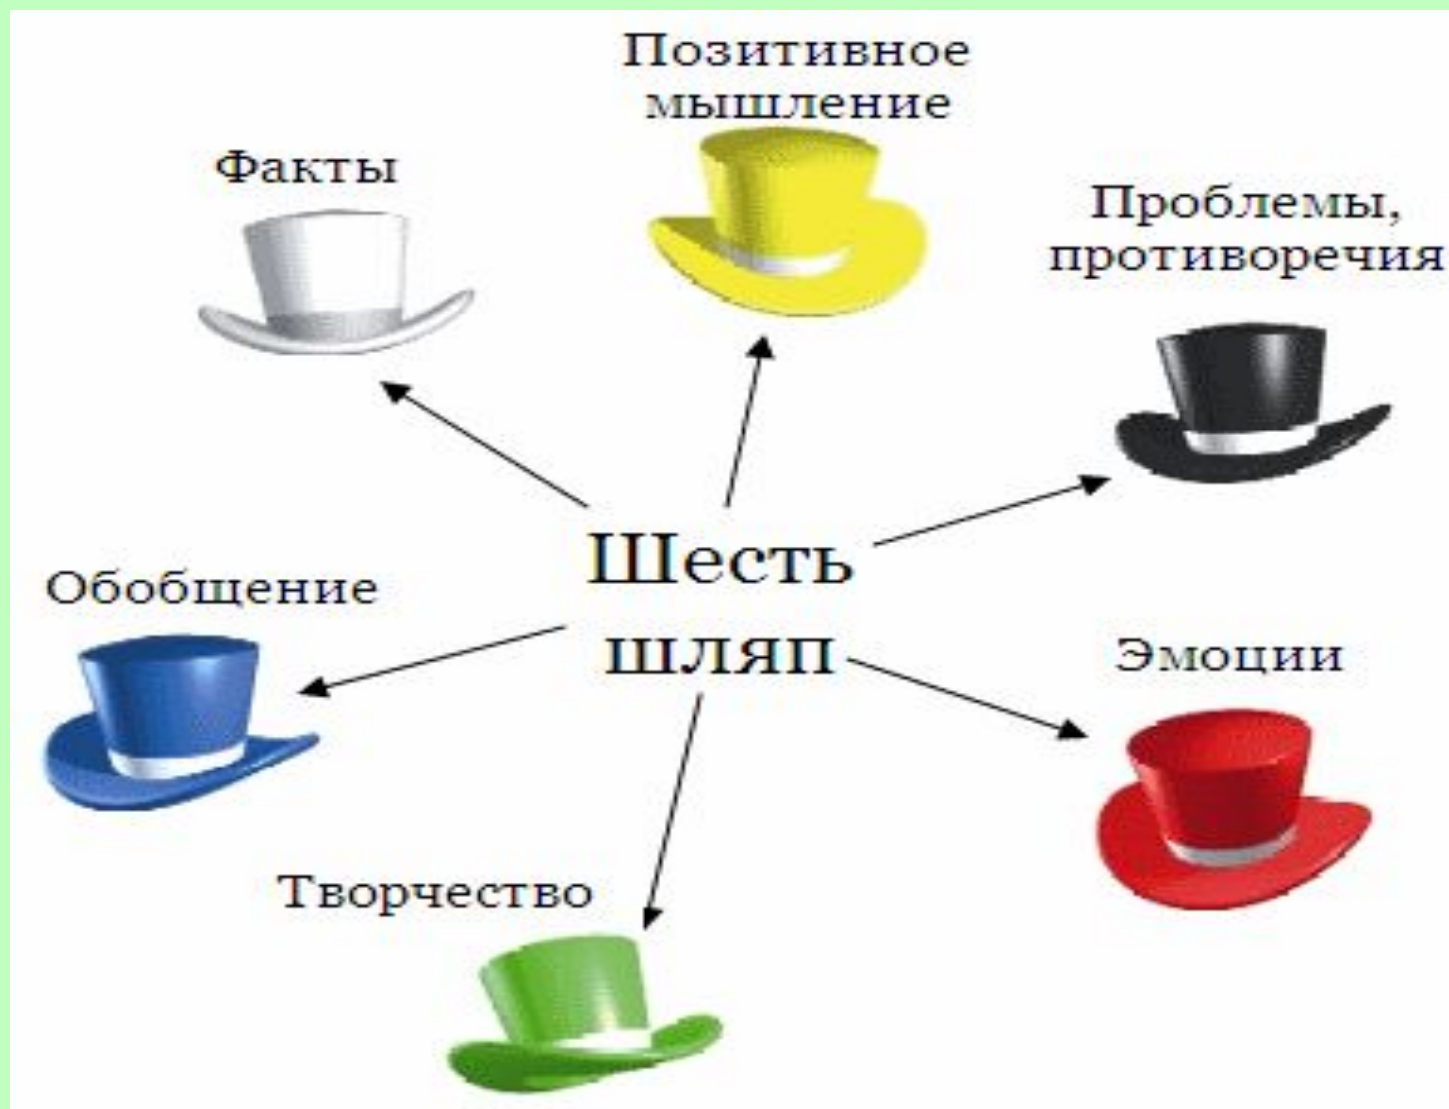 Позитивное
мышление
Факты
Проблемы,
противоречия
Шесть
шляп
Обобщение
Эмоции
Творчество